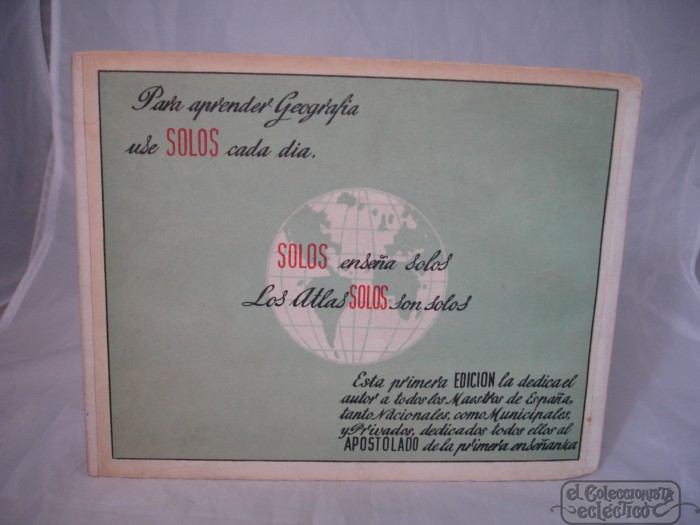 Para aprender Geografia
use SOLOS cada dia.
SOLOS enseña solos
Los Atlas SOLOS son solos
Esta primera EDICION la dedica el
autor a todos los Maestros de España,
tanto Nacionales, como Municipales,
y Privados, dedicados todos ellos al
APOSTOLADO de la primera enseñanza
el Coleccionista
ecléctico